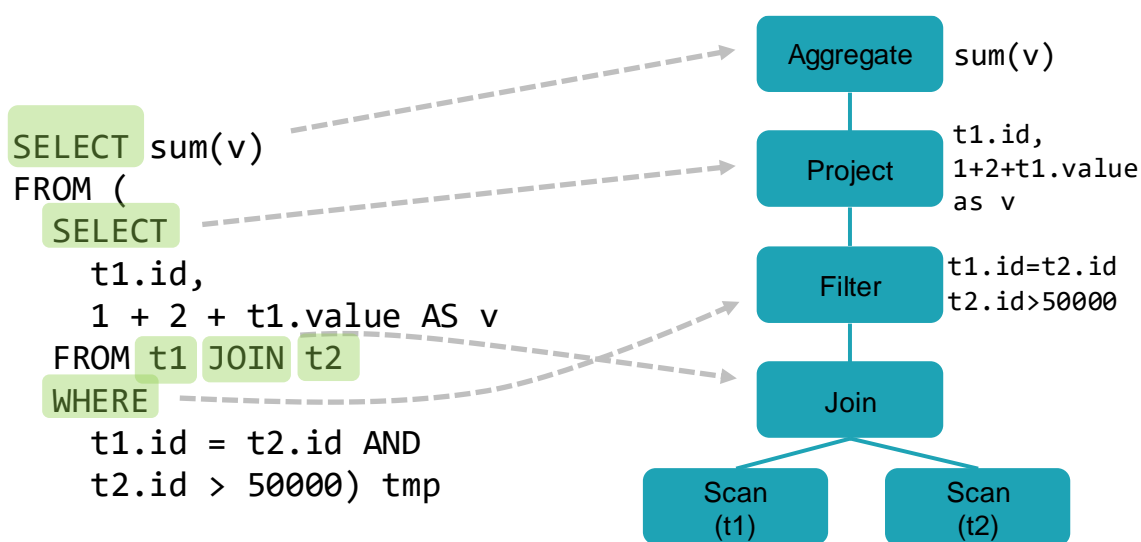 SELECT sum(v)
FROM (
SELECT
t1.id,
1 + 2 + t1.value AS v
FROM t1 JOIN t2
WHERE
t1.id = t2.id AND
t2.id > 50000) tmp
Aggregate
sum(v)
Project
t1.id,
1+2+t1.value
as v
Filter
t1.id=t2.id
t2.id>50000
Join
Scan
(t1)
Scan
(t2)